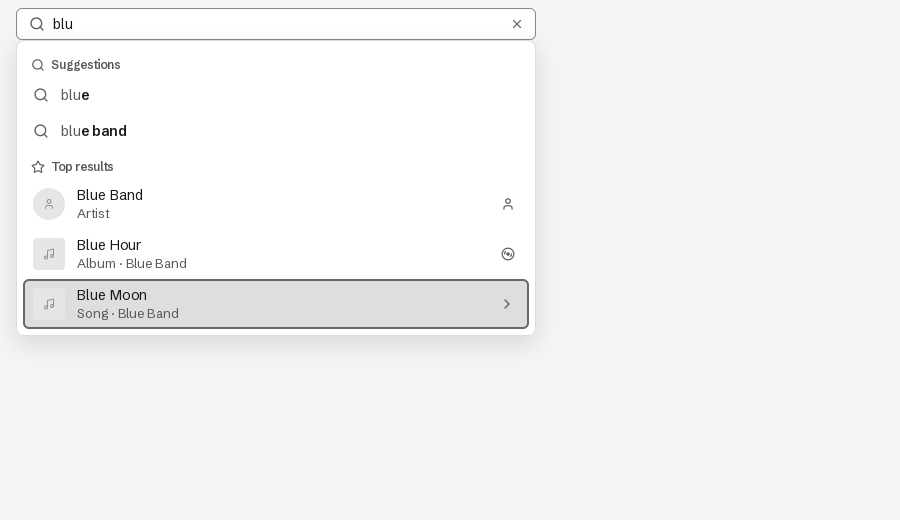 blu
Suggestions
blue
blue band
Top results
Blue Band
Artist
Blue Hour
Album · Blue Band
Blue Moon
Song · Blue Band